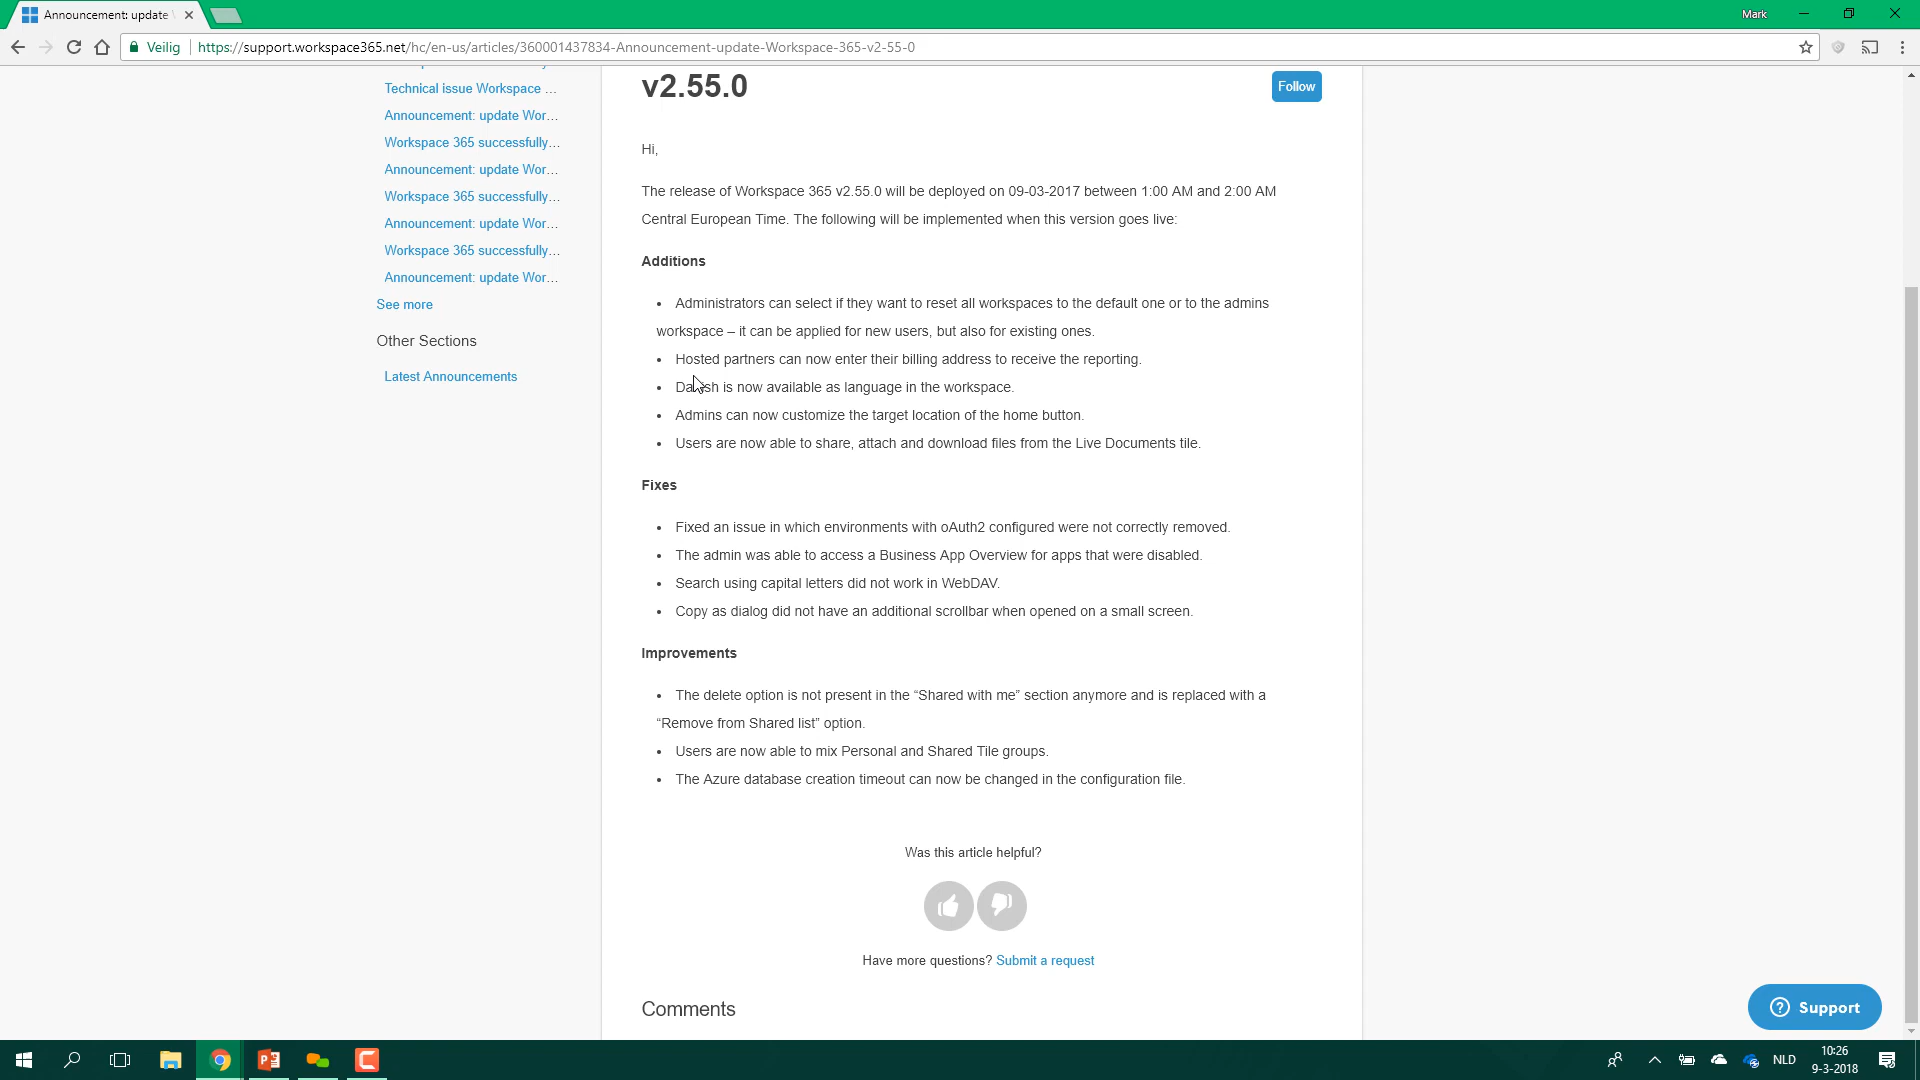 Announcement: update
Mark
Veilig
https://support.workspace365.net/hc/en-us/articles/360001437834-Announcement-update-Workspace-365-v2-55-0
Technical issue Workspace ...
Announcement: update Wor...
Workspace 365 successfully...
Announcement: update Wor...
Workspace 365 successfully...
Announcement: update Wor...
Workspace 365 successfully...
Announcement: update Wor...
See more
Other Sections
Latest Announcements
v2.55.0
Follow
Hi,
The release of Workspace 365 v2.55.0 will be deployed on 09-03-2017 between 1:00 AM and 2:00 AM
Central European Time. The following will be implemented when this version goes live:
Additions
• Administrators can select if they want to reset all workspaces to the default one or to the admins
workspace – it can be applied for new users, but also for existing ones.
• Hosted partners can now enter their billing address to receive the reporting.
• Danish is now available as language in the workspace.
• Admins can now customize the target location of the home button.
• Users are now able to share, attach and download files from the Live Documents tile.
Fixes
• Fixed an issue in which environments with oAuth2 configured were not correctly removed.
• The admin was able to access a Business App Overview for apps that were disabled.
• Search using capital letters did not work in WebDAV.
• Copy as dialog did not have an additional scrollbar when opened on a small screen.
Improvements
• The delete option is not present in the “Shared with me” section anymore and is replaced with a
“Remove from Shared list” option.
• Users are now able to mix Personal and Shared Tile groups.
• The Azure database creation timeout can now be changed in the configuration file.
Was this article helpful?
Have more questions? Submit a request
Comments
Support
NLD
10:26
9-3-2018